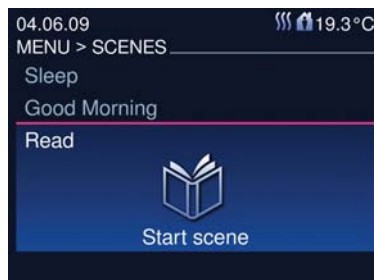 04.06.09 19.3°C
MENU > SCENES
Sleep
Good Morning
Read
Start scene